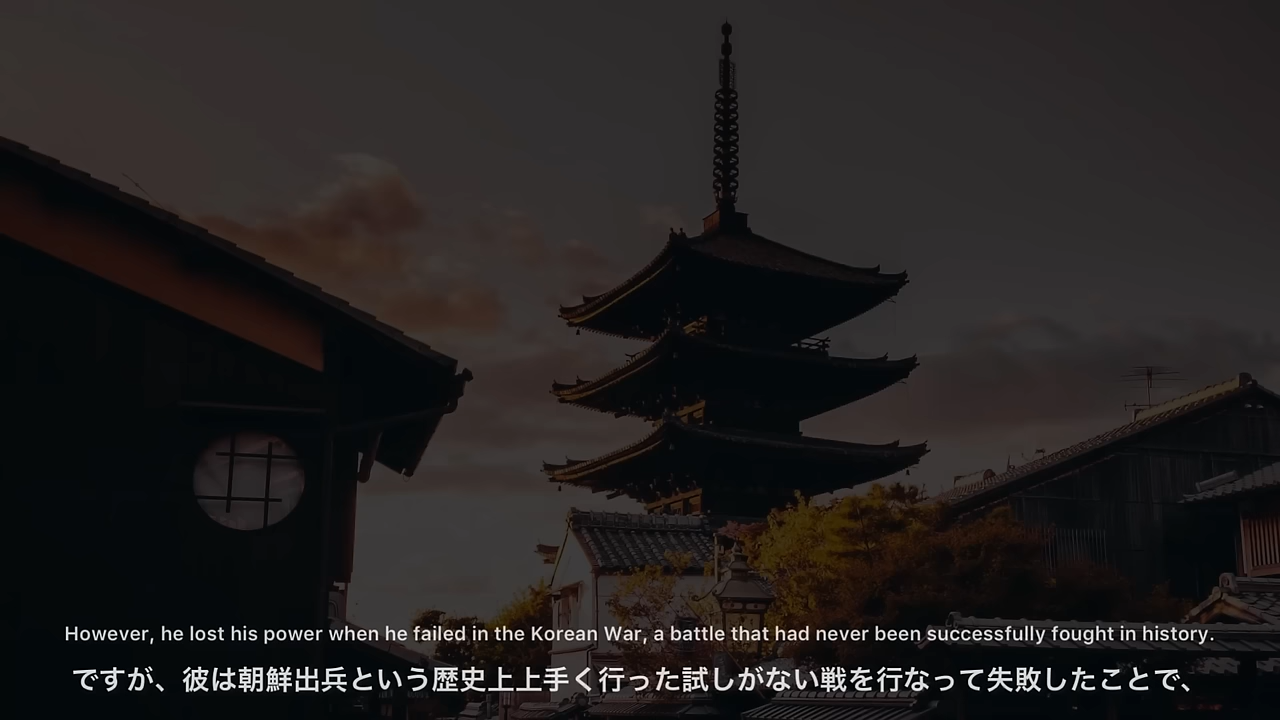 However, he lost his power when he failed in the Korean War, a battle that had never been successfully fought in history.
ですが、彼は朝鮮出兵という歴史上上手く行った試しがない戦を行なって失敗したことで、